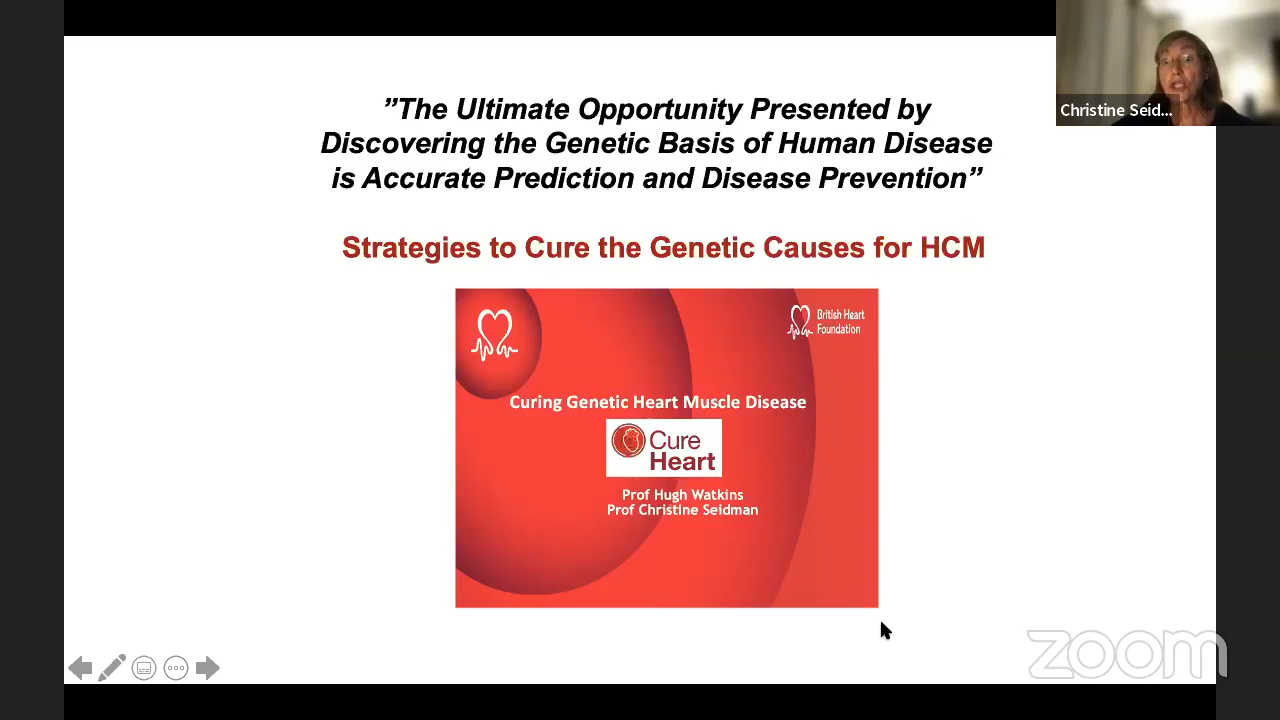 ”The Ultimate Opportunity Presented by
Discovering the Genetic Basis of Human Disease
is Accurate Prediction and Disease Prevention”
Christine Seid...
Strategies to Cure the Genetic Causes for HCM
British Heart
Foundation
Curing Genetic Heart Muscle Disease
Cure
Heart
Prof Hugh Watkins
Prof Christine Seidman
zoom